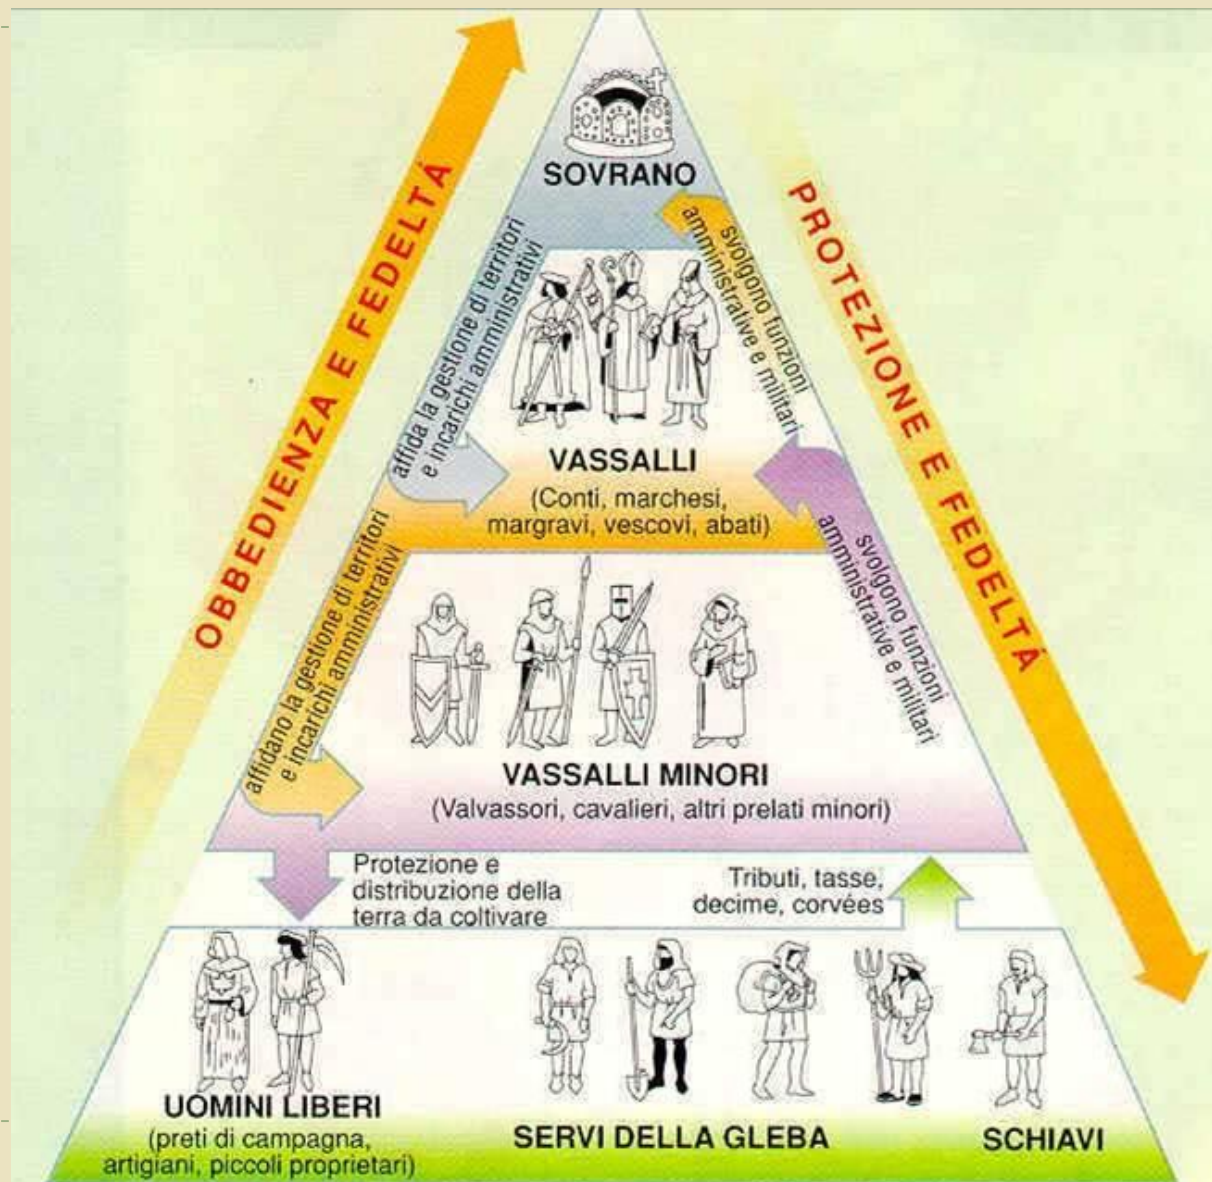 SOVRANO
OBBEDIENZA E FEDELTÁ
PROTEZIONE E FEDELTÁ
affida la gestione di territori
e incarichi amministrativi
svolgono funzioni
amministrative e militari
VASSALLI
(Conti, marchesi,
margravi, vescovi, abati)
affidano la gestione di territori
e incarichi amministrativi
svolgono funzioni
amministrative e militari
VASSALLI MINORI
(Valvassori, cavalieri, altri prelati minori)
Protezione e
distribuzione della
terra da coltivare
Tributi, tasse,
decime, corvées
UOMINI LIBERI
(preti di campagna,
artigiani, piccoli proprietari)
SERVI DELLA GLEBA
SCHIAVI